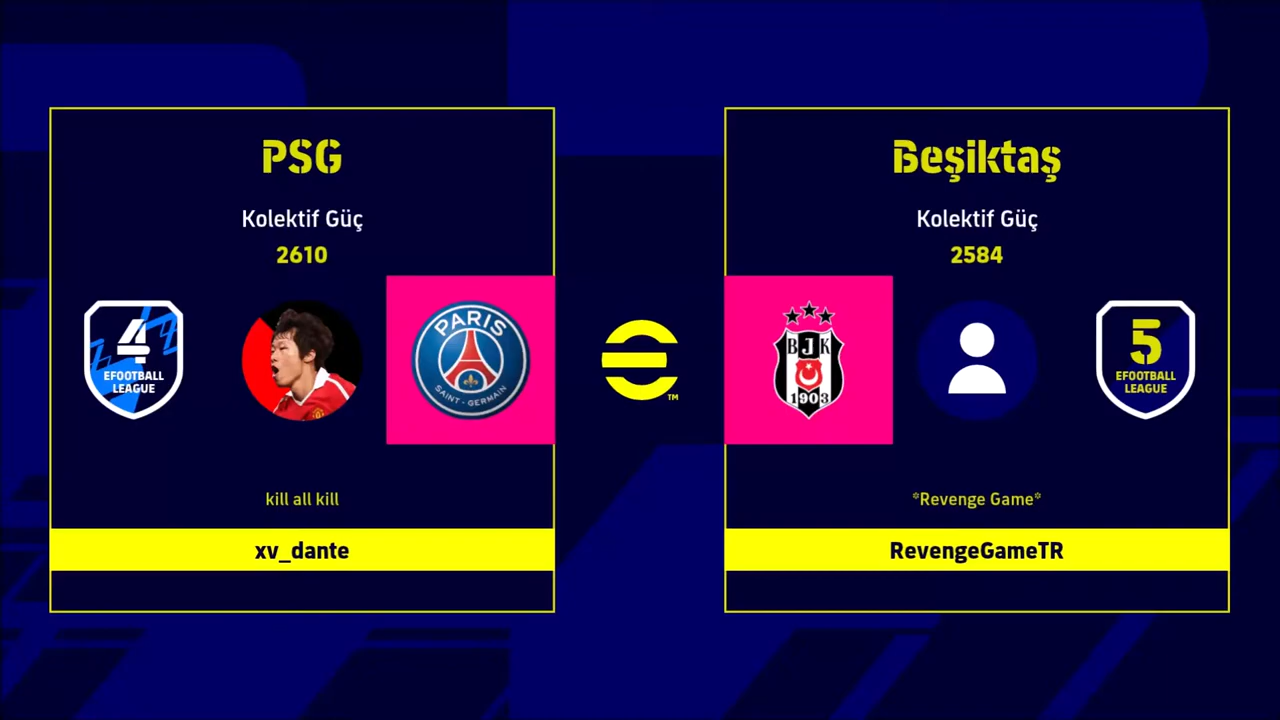 PSG
Kolektif Güç
2610
4
EFOOTBALL
LEAGUE
PARIS
SAINT-GERMAIN
kill all kill
xv_dante
TM
Beşiktaş
Kolektif Güç
2584
BJK
1903
5
EFOOTBALL
LEAGUE
*Revenge Game*
RevengeGameTR